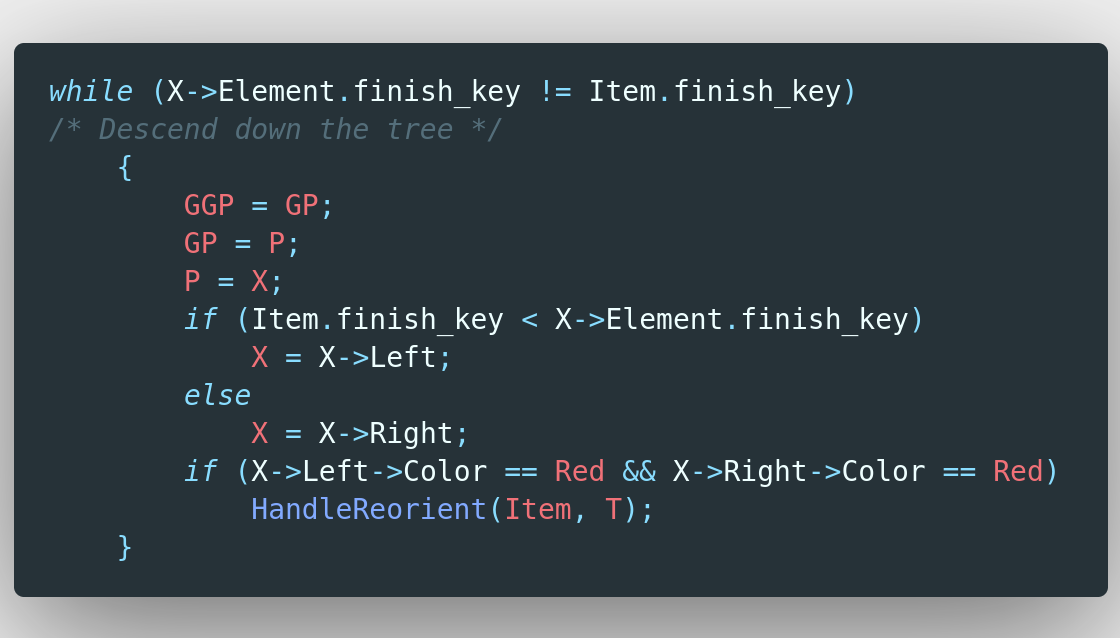 while (X->Element.finish_key != Item.finish_key)
/* Descend down the tree */
    {
        GGP = GP;
        GP = P;
        P = X;
        if (Item.finish_key < X->Element.finish_key)
            X = X->Left;
        else
            X = X->Right;
        if (X->Left->Color == Red && X->Right->Color == Red)
            HandleReorient(Item, T);
    }